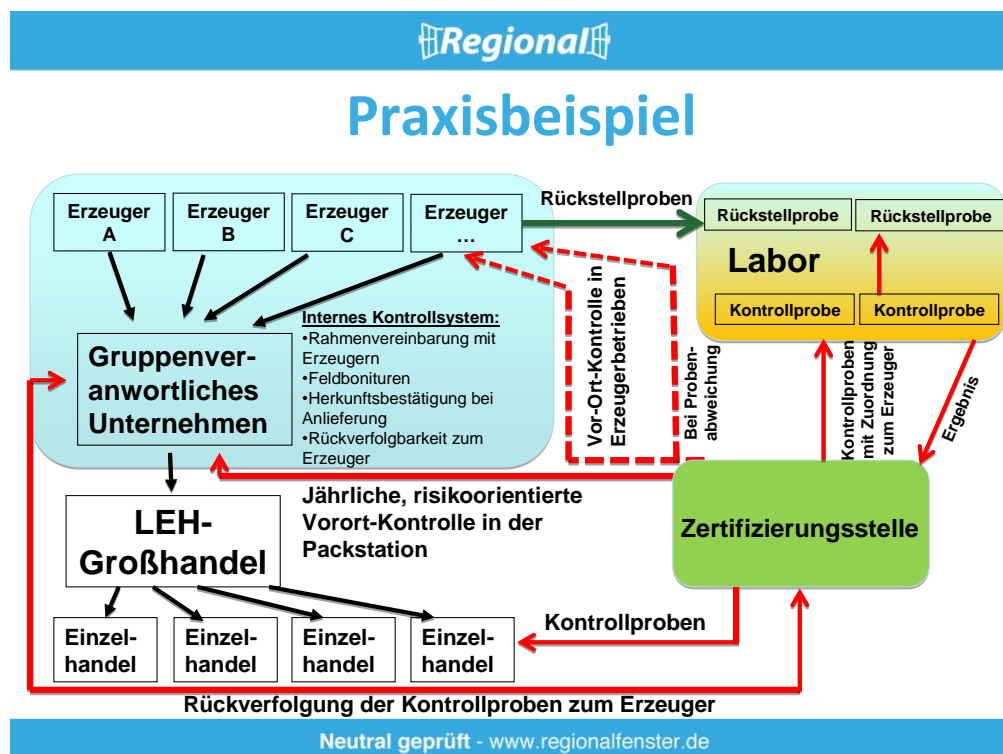 Regional
Praxisbeispiel
Erzeuger
A
Erzeuger
B
Erzeuger
C
Erzeuger
…
Rückstellproben
Rückstellprobe
Rückstellprobe
Labor
Kontrollprobe
Kontrollprobe
Internes Kontrollsystem:
•Rahmenvereinbarung mit
Erzeugern
•Feldbonituren
•Herkunftsbestätigung bei
Anlieferung
•Rückverfolgbarkeit zum
Erzeuger
Gruppenver-
anwortliches
Unternehmen
Vor-Ort-Kontrolle in
Erzeugerbetrieben
Bei Proben-
abweichung
Kontrollproben
mit Zuordnung
zum Erzeuger
Ergebnis
Jährliche, risikoorientierte
Vorort-Kontrolle in der
Packstation
LEH-
Großhandel
Zertifizierungsstelle
Einzel-
handel
Einzel-
handel
Einzel-
handel
Einzel-
handel
Kontrollproben
Rückverfolgung der Kontrollproben zum Erzeuger
Neutral geprüft - www.regionalfenster.de